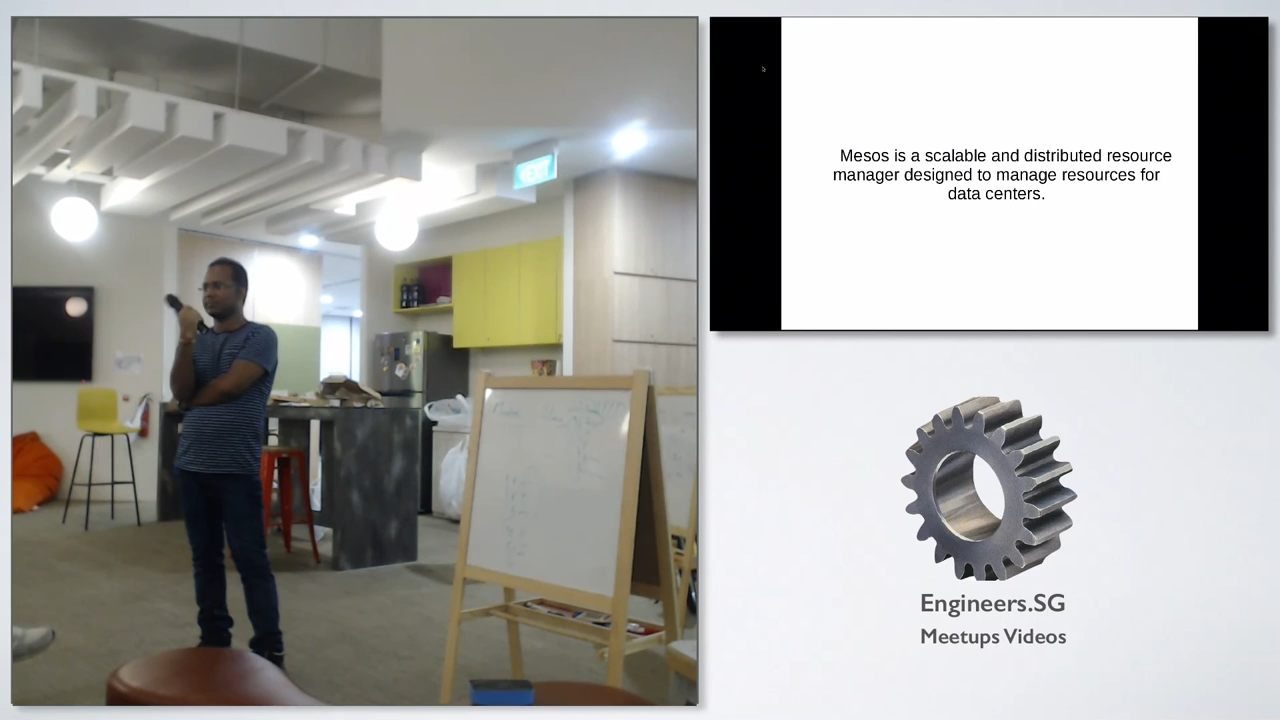 EXIT
Mesos is a scalable and distributed resource
manager designed to manage resources for
data centers.
Engineers.SG
Meetups Videos